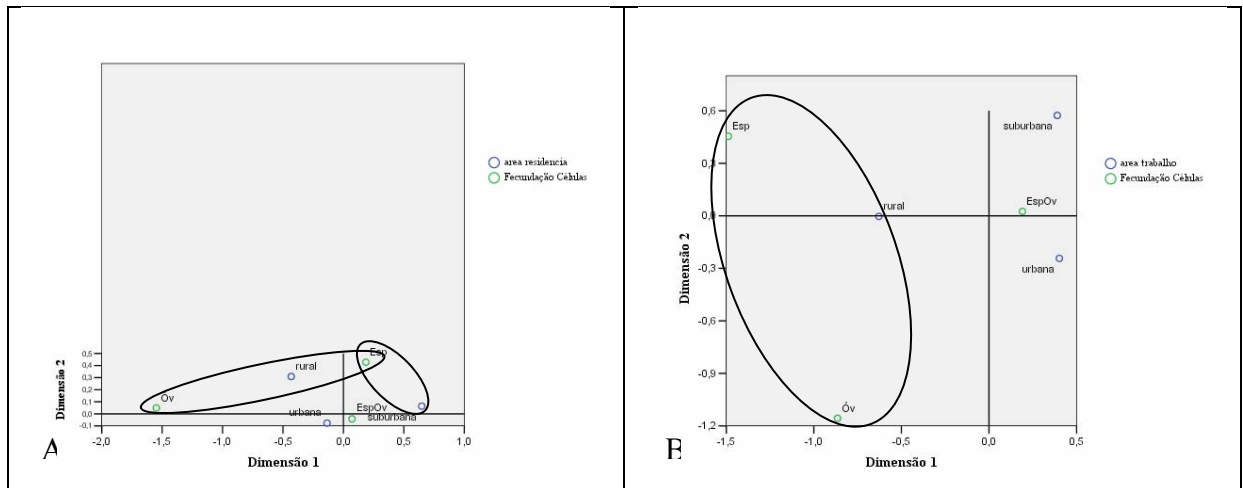 area residência
Fecundação Células
Dimensão 2
0,5
0,4
0,3
0,2
0,1
0,0
-0,1
Esp
rural
Óv
urbana
EspOv
suburbana
-2,0 -1,5 -1,0 -0,5 0,0 0,5 1,0
Dimensão 1
A
area trabalho
Fecundação Células
Dimensão 2
0,6
0,3
0,0
-0,3
-0,6
-0,9
-1,2
Esp
suburbana
rural
EspOv
urbana
Óv
-1,5 -1,0 -0,5 0,0 0,5
Dimensão 1
B